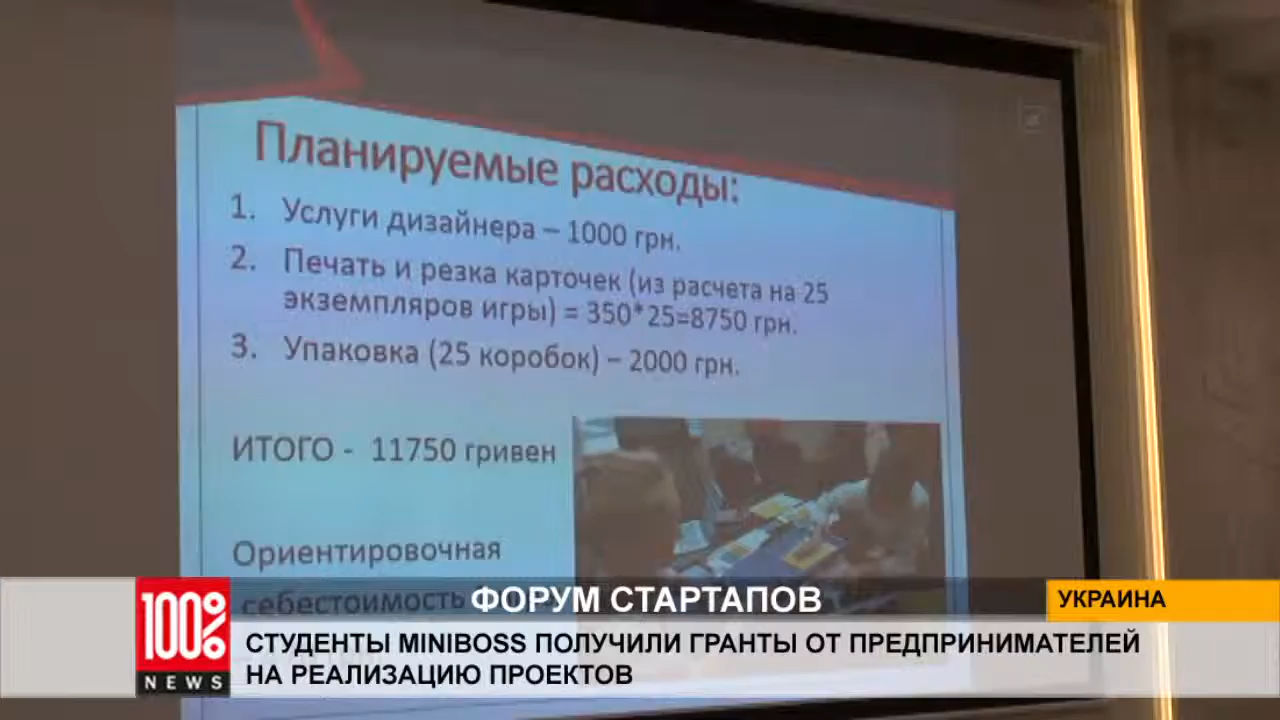 Планируемые расходы:
1. Услуги дизайнера – 1000 грн.
2. Печать и резка карточек (из расчета на 25
экземпляров игры) = 350*25=8750 грн.
3. Упаковка (25 коробок) – 2000 грн.
ИТОГО - 11750 гривен
Ориентировочная
себестоимость
ФОРУМ СТАРТАПОВ
УКРАИНА
100%
NEWS
СТУДЕНТЫ MINIBOSS ПОЛУЧИЛИ ГРАНТЫ ОТ ПРЕДПРИНИМАТЕЛЕЙ
НА РЕАЛИЗАЦИЮ ПРОЕКТОВ